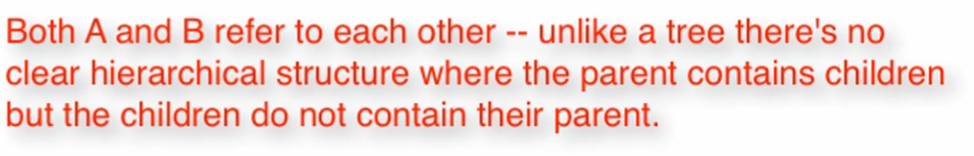 Both A and B refer to each other -- unlike a tree there's no
clear hierarchical structure where the parent contains children
but the children do not contain their parent.